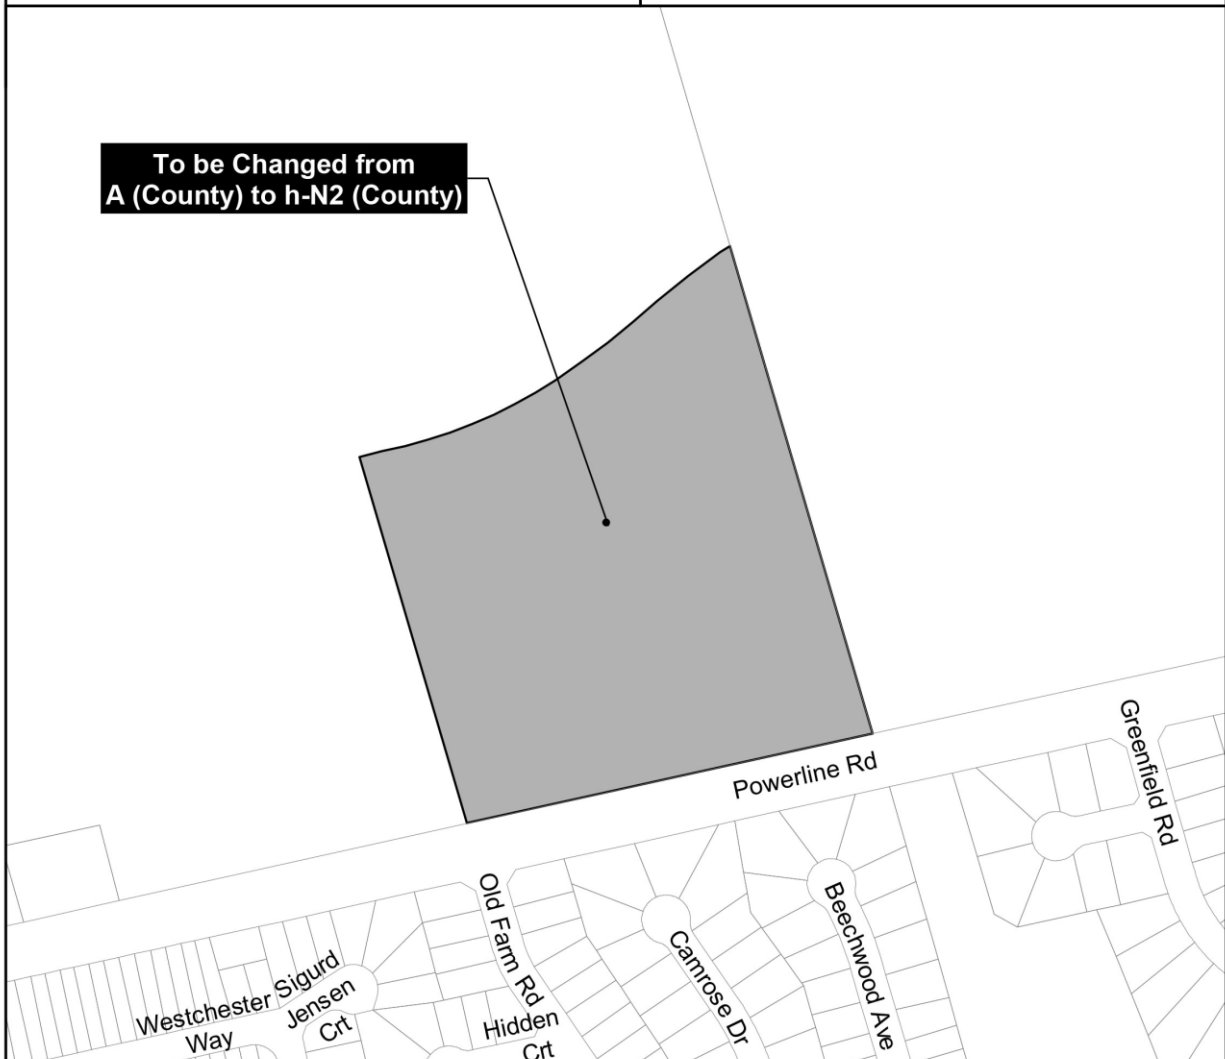 To be Changed from
A (County) to h-N2 (County)
Powerline Rd
Greenfield Rd
Old Farm Rd
Camrose Dr
Beechwood Ave
Westchester
Way
Sigurd
Jensen
Crt
Hidden
Crt